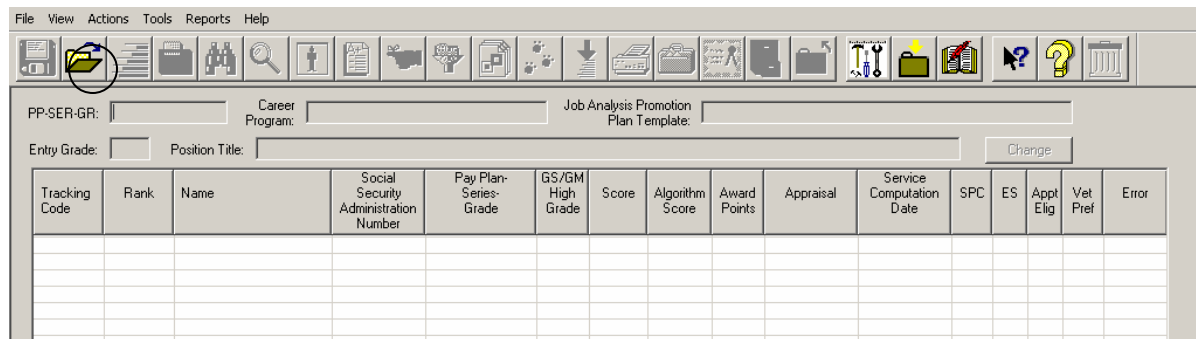 File View Actions Tools Reports Help
PP-SER-GR:
Career
Program:
Job Analysis Promotion
Plan Template:
Entry Grade:
Position Title:
Change
Tracking
Code
Rank
Name
Social
Security
Administration
Number
Pay Plan-
Series-
Grade
GS/GM
High
Grade
Score
Algorithm
Score
Award
Points
Appraisal
Service
Computation
Date
SPC
ES
Appt
Elig
Vet
Pref
Error